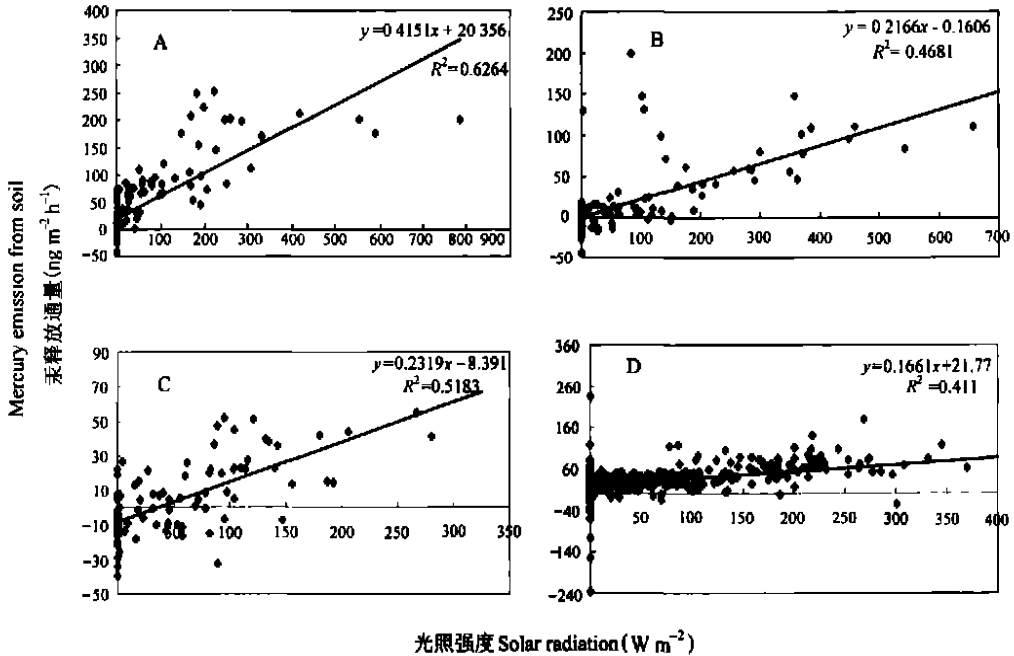 A
y=0.4151x+20.356
R²=0.6264
400
350
300
250
200
150
100
50
0
-50
100 200 300 400 500 600 700 800 900
B
y = 0.2166x - 0.1606
R² = 0.4681
250
200
150
100
50
0
-50
100 200 300 400 500 600 700
Mercury emission from soil
汞释放通量(ng m⁻² h⁻¹)
C
y=0.2319x-8.391
R²=0.5183
90
70
50
30
10
-10
-30
-50
50 100 150 200 250 300 350
D
y=0.1661x+21.77
R²=0.411
360
260
160
60
-40
-140
-240
50 100 150 200 250 300 350 400
光照强度 Solar radiation(W m⁻²)